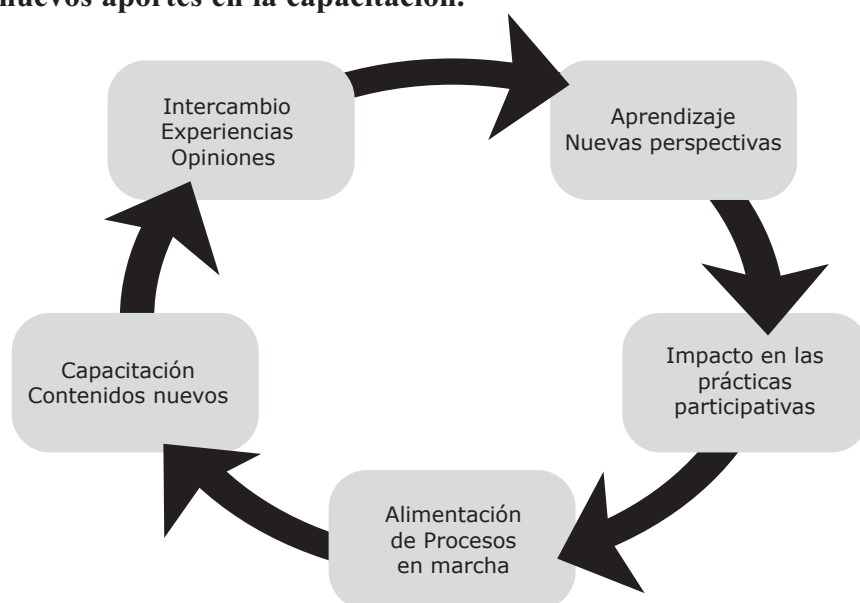 nuevos aportes en la capacitación.
Intercambio
Experiencias
Opiniones
Aprendizaje
Nuevas perspectivas
Impacto en las
prácticas
participativas
Alimentación
de Procesos
en marcha
Capacitación
Contenidos nuevos